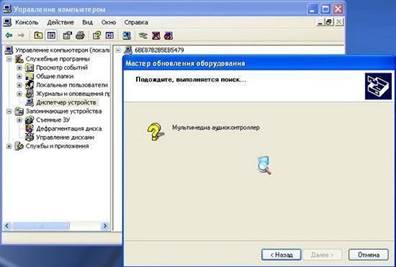 Управление компьютером
Консоль Действие Вид Окно Справка
Управление компьютером (локал
Служебные программы
Просмотр событий
Общие папки
Локальные пользователи
Журналы и оповещения пр
Диспетчер устройств
Запоминающие устройства
Съемные ЗУ
Дефрагментация диска
Управление дисками
Службы и приложения
Мастер обновления оборудования
Подождите, выполняется поиск...
Мультимедиа аудиоконтроллер
< Назад
Далее >
Отмена